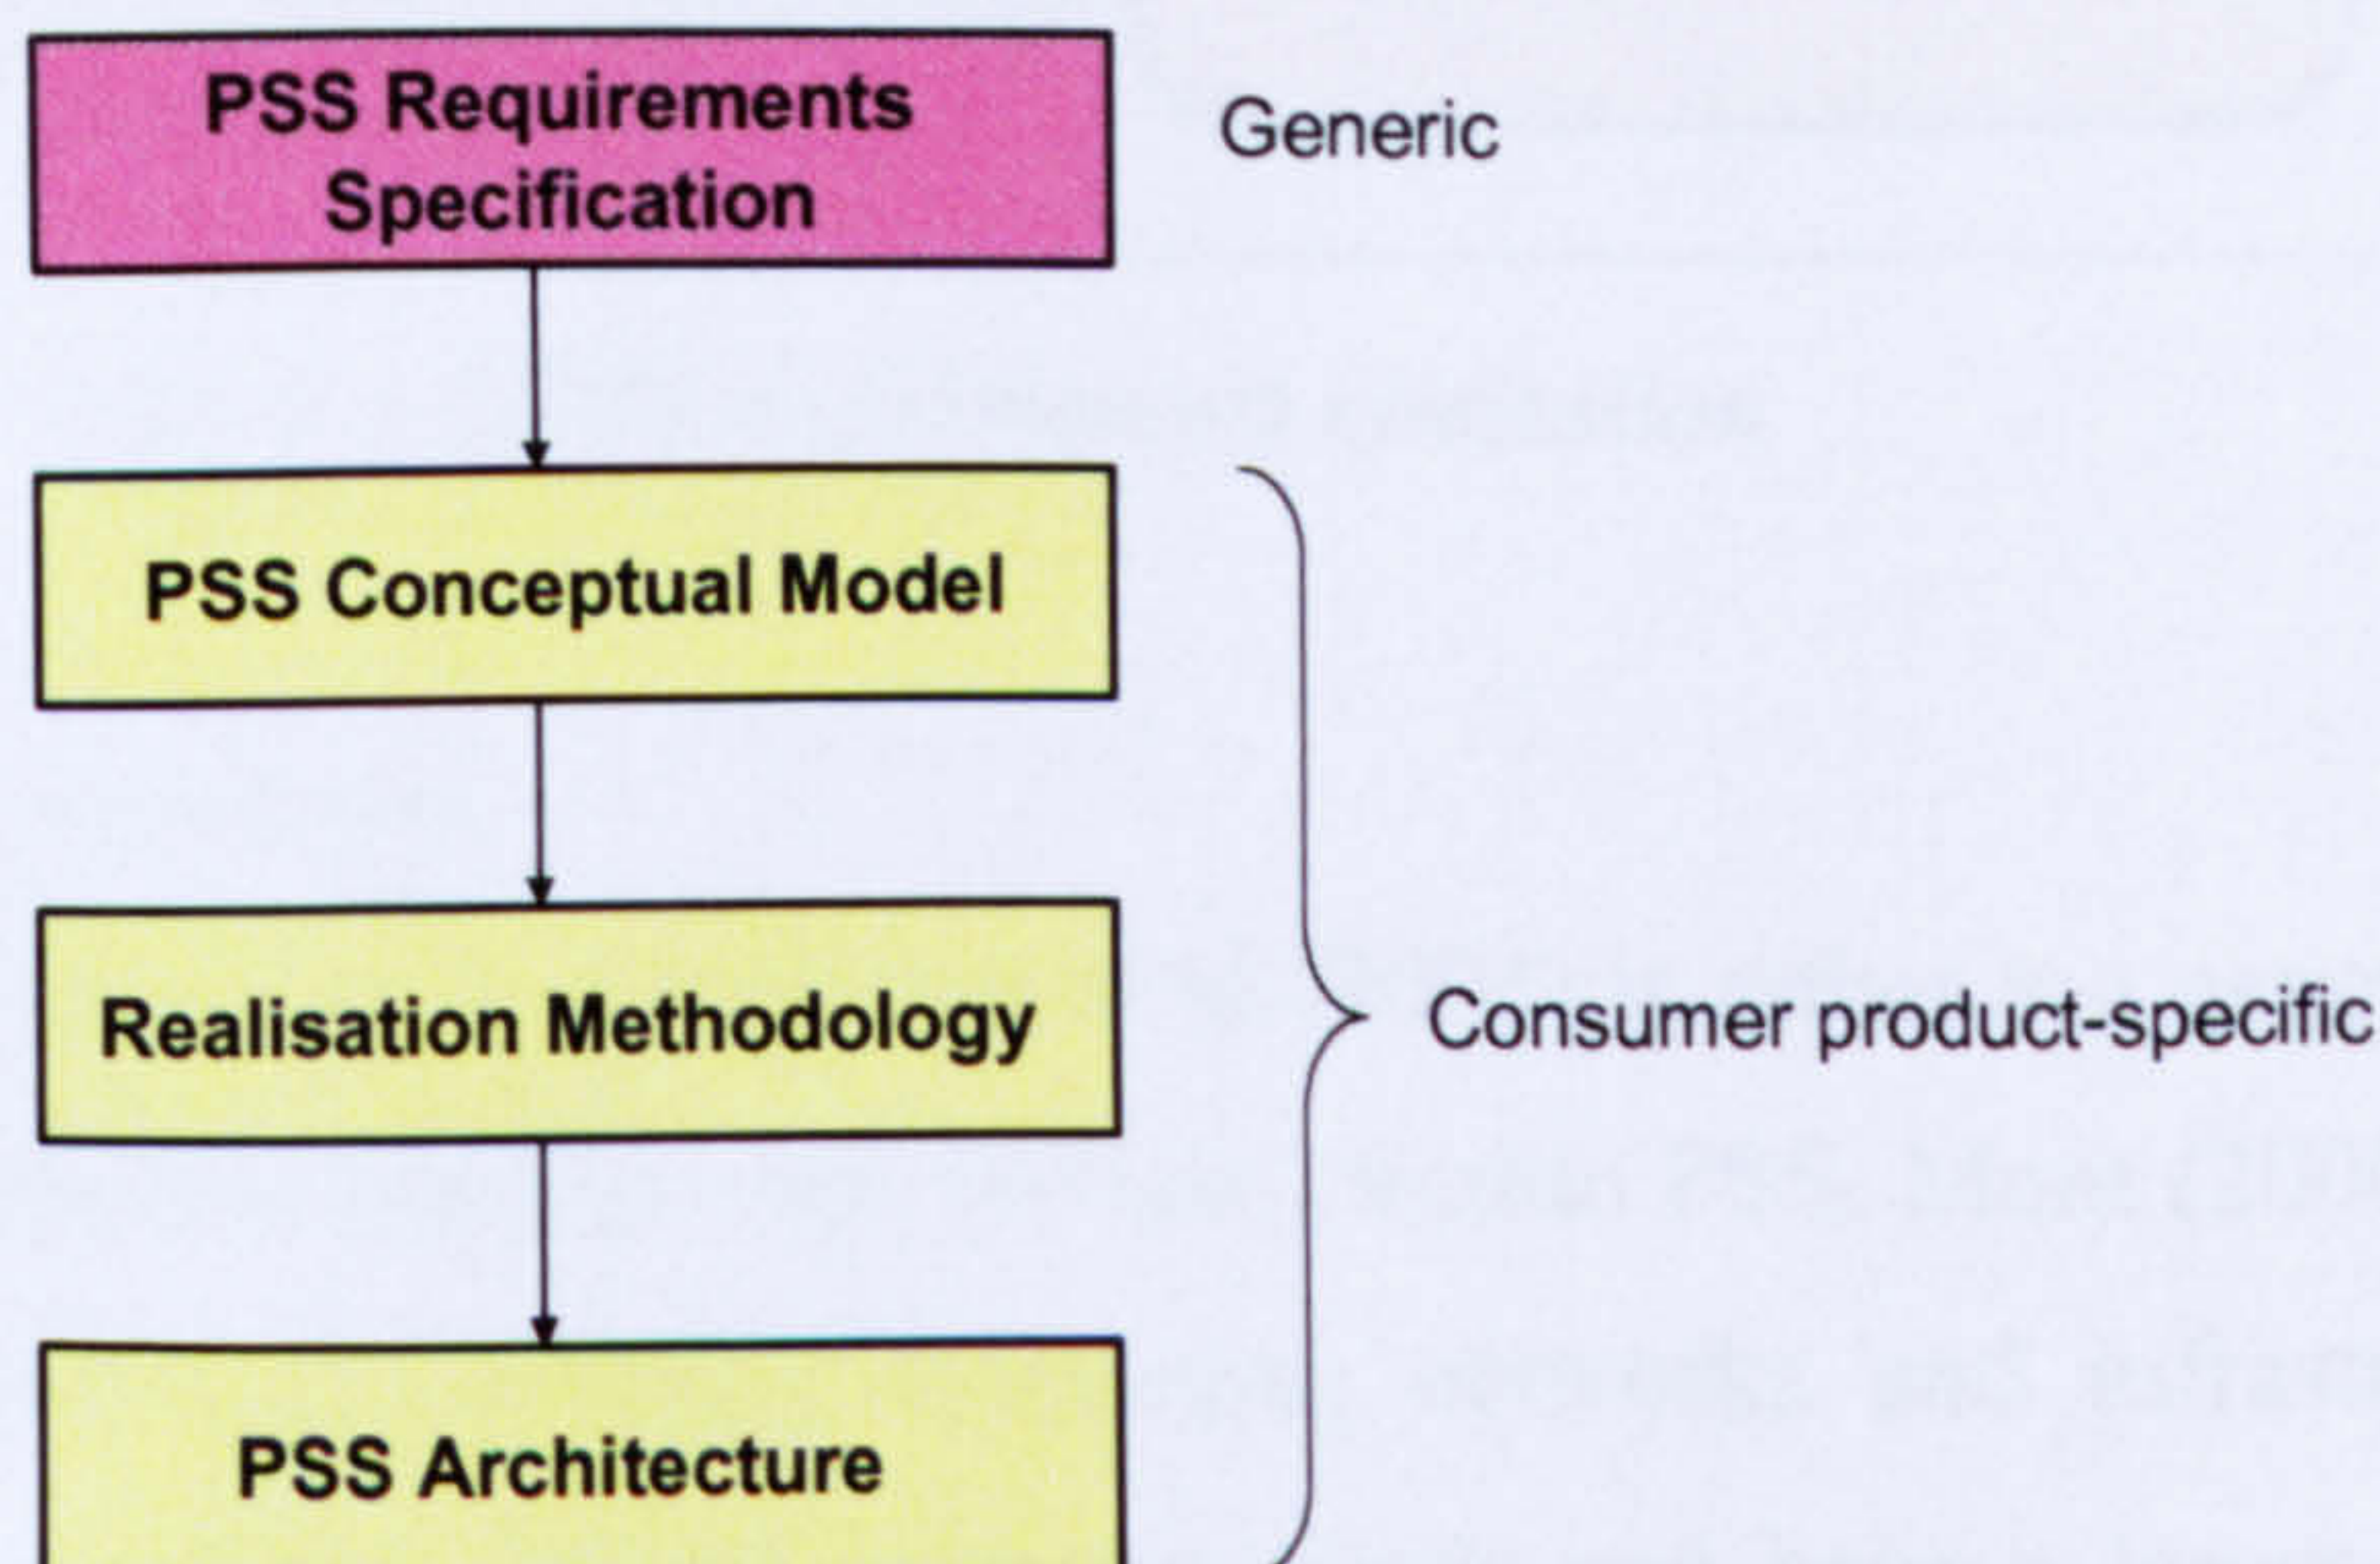 PSS Requirements
Specification
Generic
PSS Conceptual Model
Realisation Methodology
Consumer product-specific
PSS Architecture